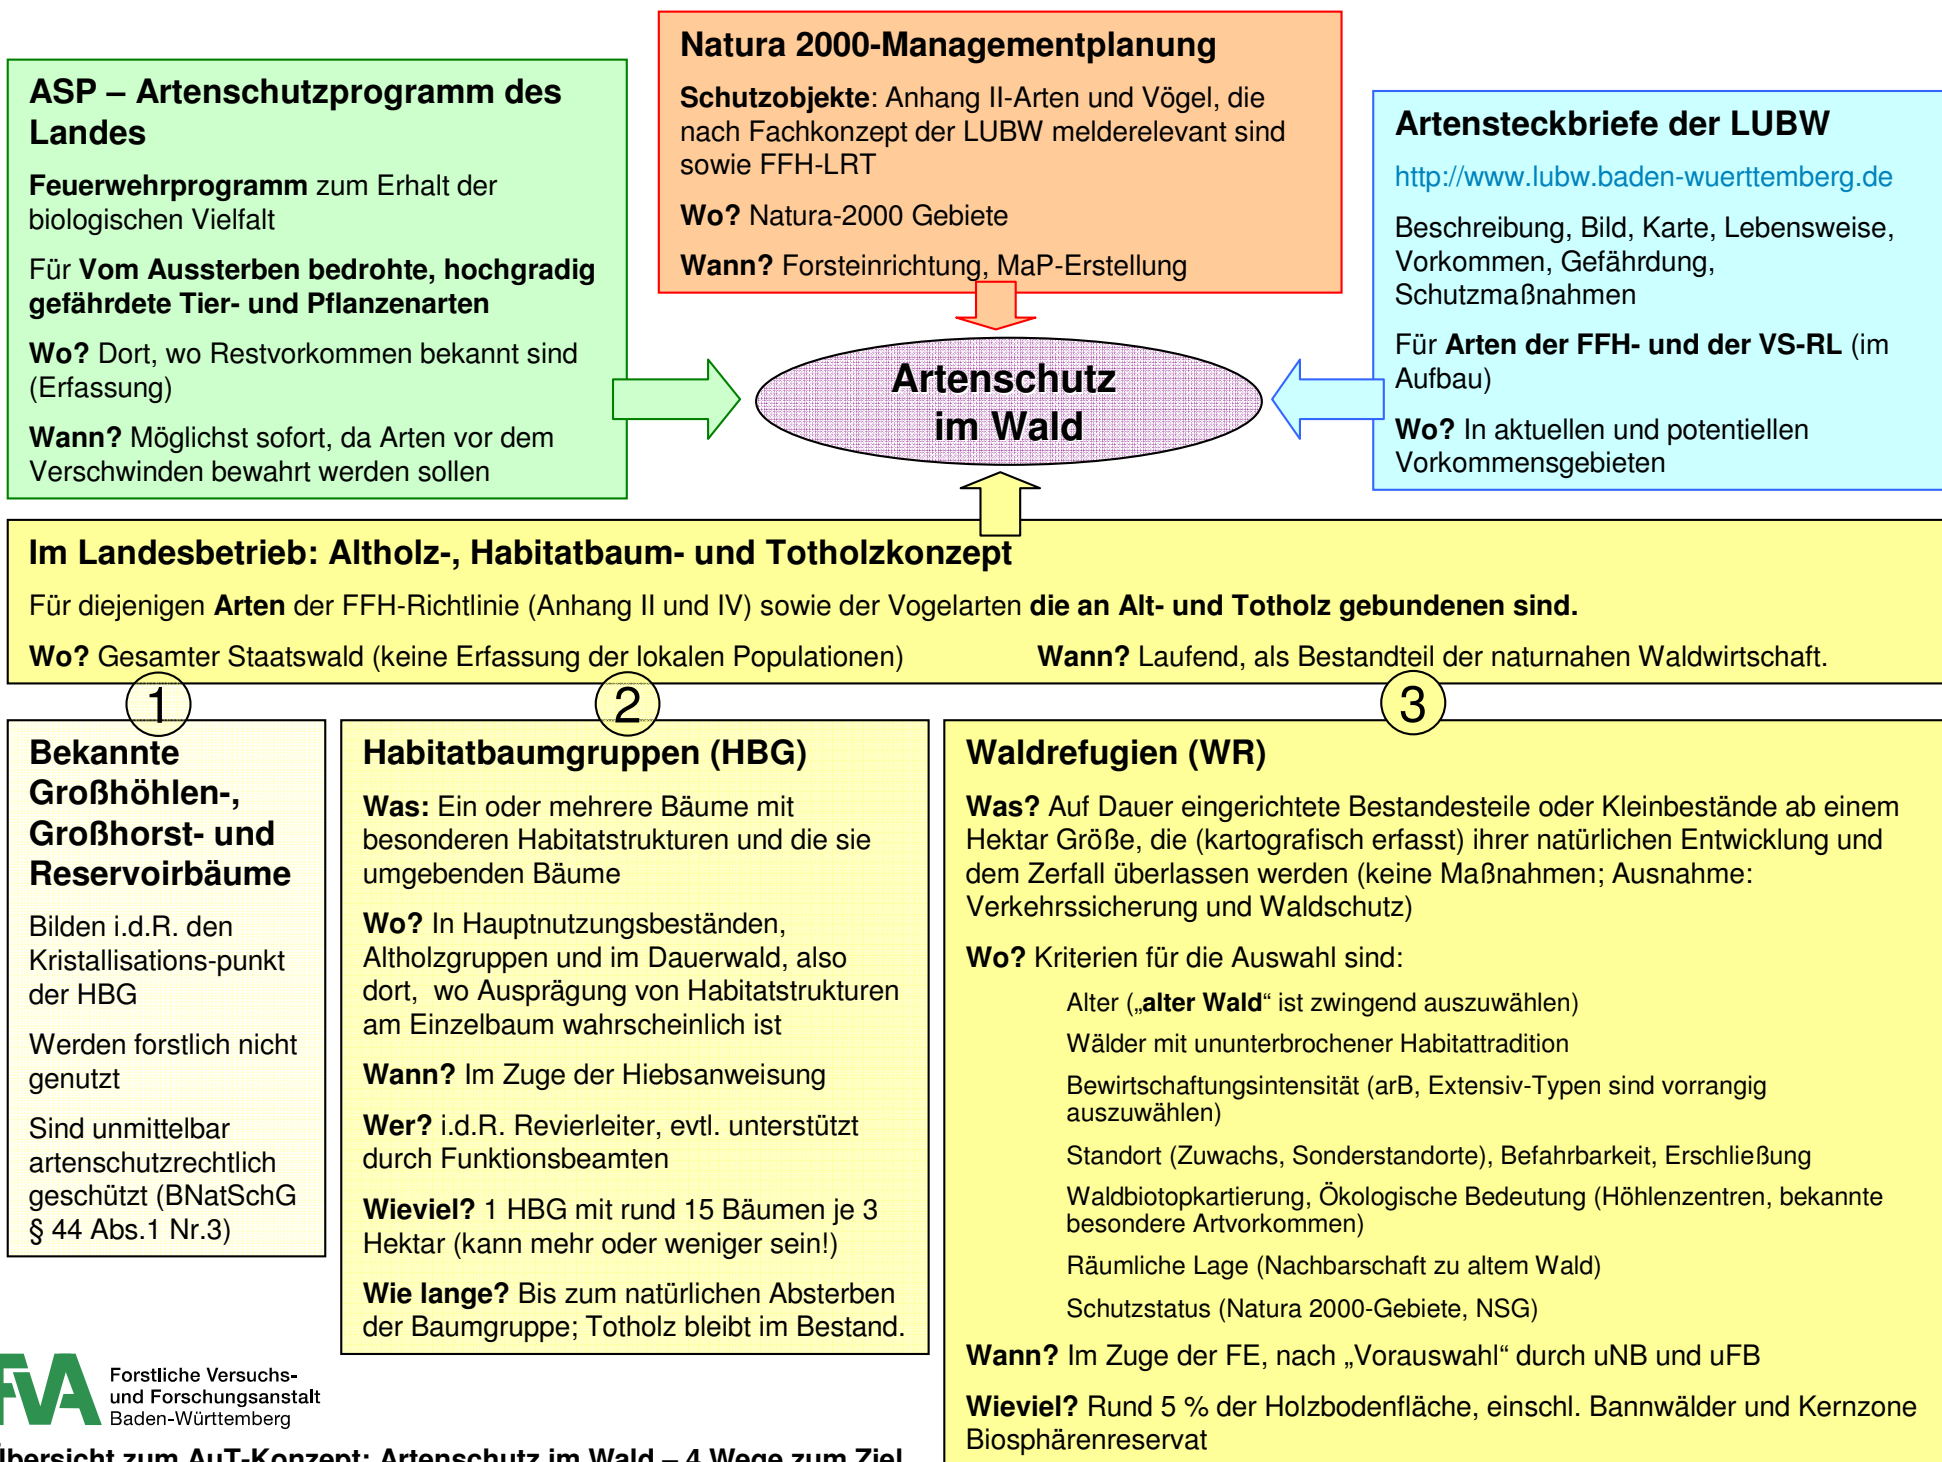 Natura 2000-Managementplanung
Schutzobjekte: Anhang II-Arten und Vögel, die
nach Fachkonzept der LUBW melderelevant sind
sowie FFH-LRT
Wo? Natura-2000 Gebiete
Wann? Forsteinrichtung, MaP-Erstellung
ASP – Artenschutzprogramm des
Landes
Feuerwehrprogramm zum Erhalt der
biologischen Vielfalt
Für Vom Aussterben bedrohte, hochgradig
gefährdete Tier- und Pflanzenarten
Wo? Dort, wo Restvorkommen bekannt sind
(Erfassung)
Wann? Möglichst sofort, da Arten vor dem
Verschwinden bewahrt werden sollen
Artensteckbriefe der LUBW
http://www.lubw.baden-wuerttemberg.de
Beschreibung, Bild, Karte, Lebensweise,
Vorkommen, Gefährdung,
Schutzmaßnahmen
Für Arten der FFH- und der VS-RL (im
Aufbau)
Wo? In aktuellen und potentiellen
Vorkommensgebieten
Artenschutz
im Wald
Im Landesbetrieb: Altholz-, Habitatbaum- und Totholzkonzept
Für diejenigen Arten der FFH-Richtlinie (Anhang II und IV) sowie der Vogelarten die an Alt- und Totholz gebundenen sind.
Wo? Gesamter Staatswald (keine Erfassung der lokalen Populationen) Wann? Laufend, als Bestandteil der naturnahen Waldwirtschaft.
1
Bekannte
Großhöhlen-,
Großhorst- und
Reservoirbäume
Bilden i.d.R. den
Kristallisations-punkt
der HBG
Werden forstlich nicht
genutzt
Sind unmittelbar
artenschutzrechtlich
geschützt (BNatSchG
§ 44 Abs.1 Nr.3)
2
Habitatbaumgruppen (HBG)
Was: Ein oder mehrere Bäume mit
besonderen Habitatstrukturen und die sie
umgebenden Bäume
Wo? In Hauptnutzungsbeständen,
Altholzgruppen und im Dauerwald, also
dort, wo Ausprägung von Habitatstrukturen
am Einzelbaum wahrscheinlich ist
Wann? Im Zuge der Hiebsanweisung
Wer? i.d.R. Revierleiter, evtl. unterstützt
durch Funktionsbeamten
Wieviel? 1 HBG mit rund 15 Bäumen je 3
Hektar (kann mehr oder weniger sein!)
Wie lange? Bis zum natürlichen Absterben
der Baumgruppe; Totholz bleibt im Bestand.
3
Waldrefugien (WR)
Was? Auf Dauer eingerichtete Bestandesteile oder Kleinbestände ab einem
Hektar Größe, die (kartografisch erfasst) ihrer natürlichen Entwicklung und
dem Zerfall überlassen werden (keine Maßnahmen; Ausnahme:
Verkehrssicherung und Waldschutz)
Wo? Kriterien für die Auswahl sind:
Alter („alter Wald“ ist zwingend auszuwählen)
Wälder mit ununterbrochener Habitattradition
Bewirtschaftungsintensität (arB, Extensiv-Typen sind vorrangig
auszuwählen)
Standort (Zuwachs, Sonderstandorte), Befahrbarkeit, Erschließung
Waldbiotopkartierung, Ökologische Bedeutung (Höhlenzentren, bekannte
besondere Artvorkommen)
Räumliche Lage (Nachbarschaft zu altem Wald)
Schutzstatus (Natura 2000-Gebiete, NSG)
Wann? Im Zuge der FE, nach „Vorauswahl“ durch uNB und uFB
Wieviel? Rund 5 % der Holzbodenfläche, einschl. Bannwälder und Kernzone
Biosphärenreservat
FVA
Forstliche Versuchs-
und Forschungsanstalt
Baden-Württemberg
Übersicht zum AuT-Konzept: Artenschutz im Wald – 4 Wege zum Ziel